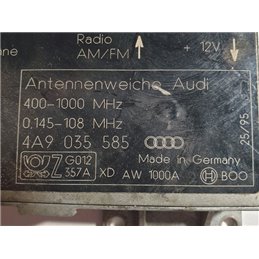 Radio
AM/FM
+ 12V
Antennenweiche Audi
400-1000 MHz
0,145-108 MHz
4A9 035 585
Made in Germany
25/95
G012
357A
XD AW 1000A
BOO